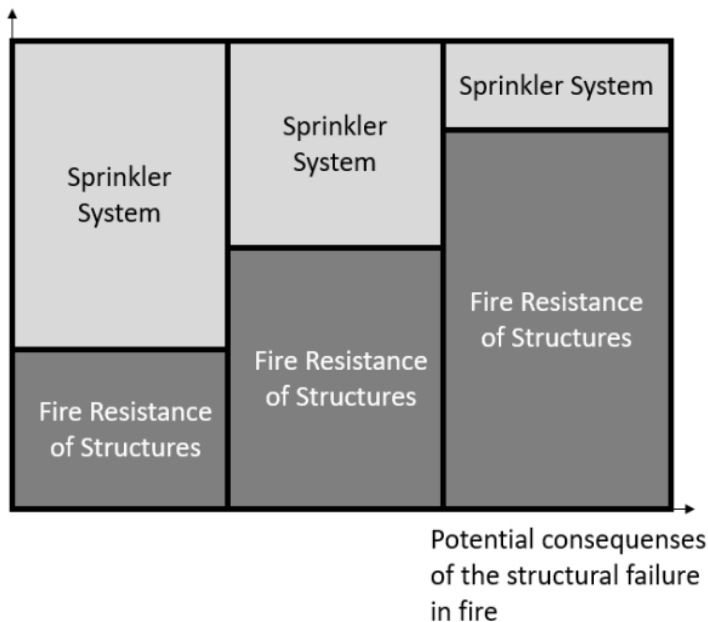 Sprinkler
System
Sprinkler
System
Sprinkler System
Fire Resistance
of Structures
Fire Resistance
of Structures
Fire Resistance
of Structures
Potential consequenses
of the structural failure
in fire